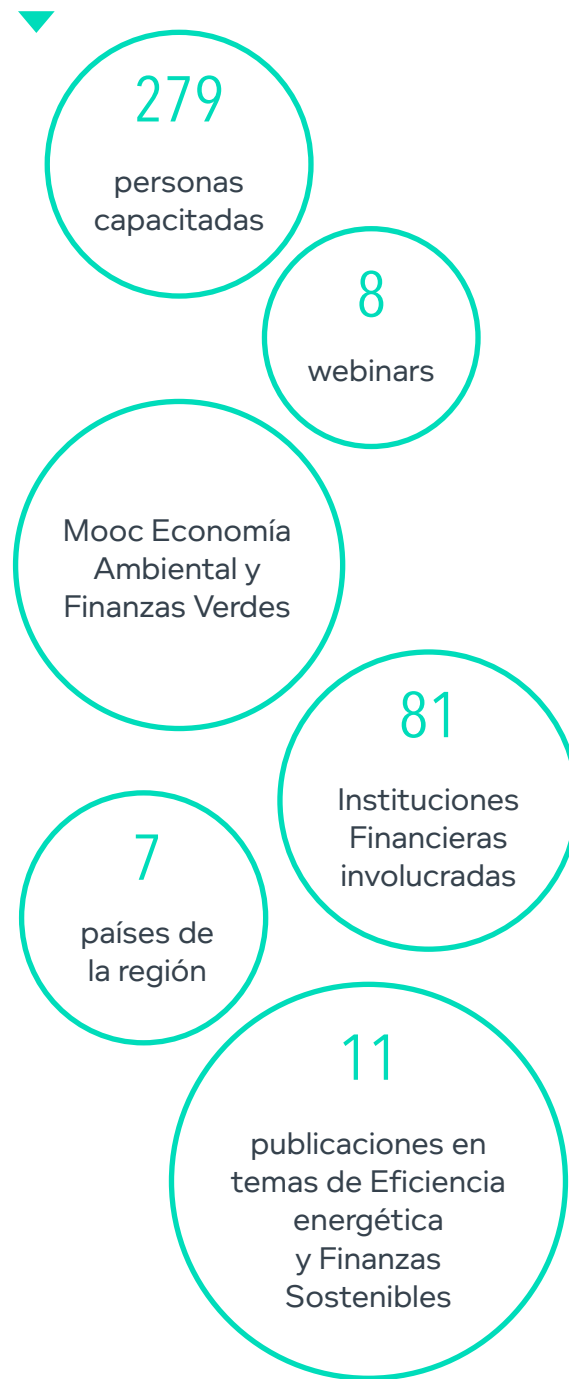 279
personas
capacitadas
8
webinars
Mooc Economía
Ambiental y
Finanzas Verdes
81
Instituciones
Financieras
involucradas
7
países de
la región
11
publicaciones en
temas de Eficiencia
energética
y Finanzas
Sostenibles